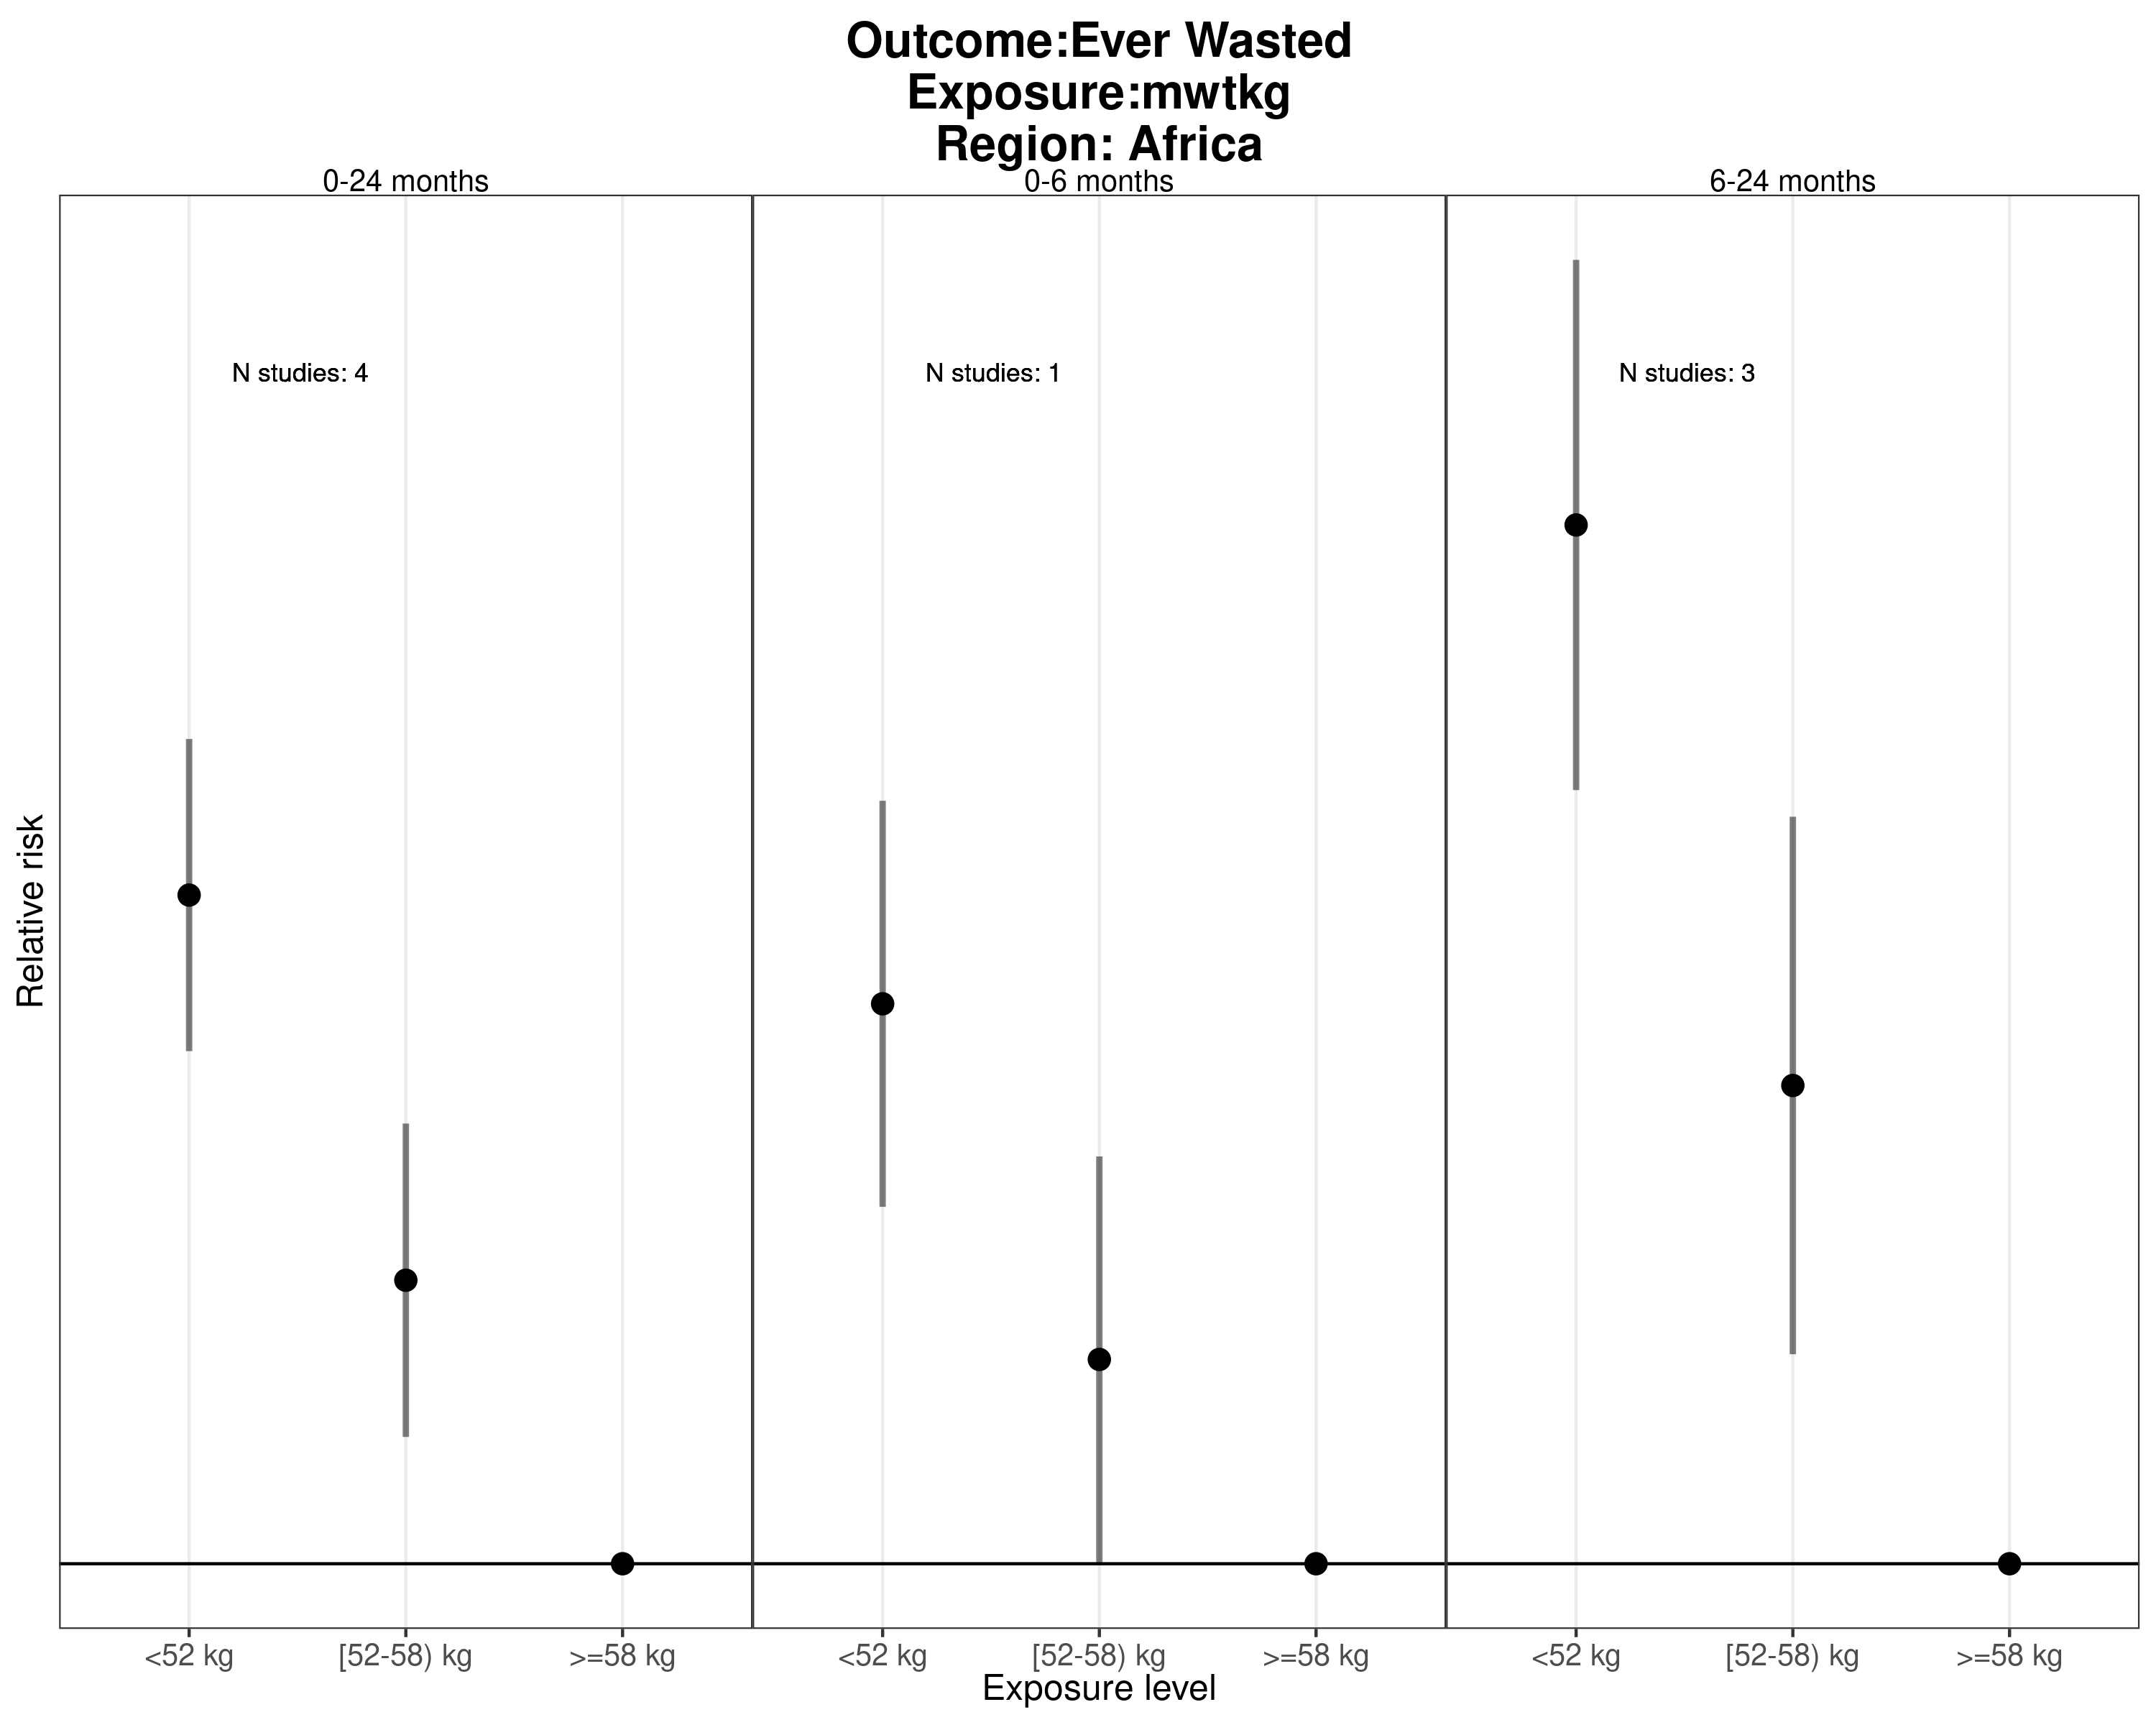 Outcome:Ever Wasted
Exposure:mwtkg
Region: Africa
0-24 months
0-6 months
6-24 months
N studies: 4
N studies: 1
N studies: 3
Relative risk
<52 kg
[52-58) kg
>=58 kg
<52 kg
[52-58) kg
>=58 kg
<52 kg
[52-58) kg
>=58 kg
Exposure level